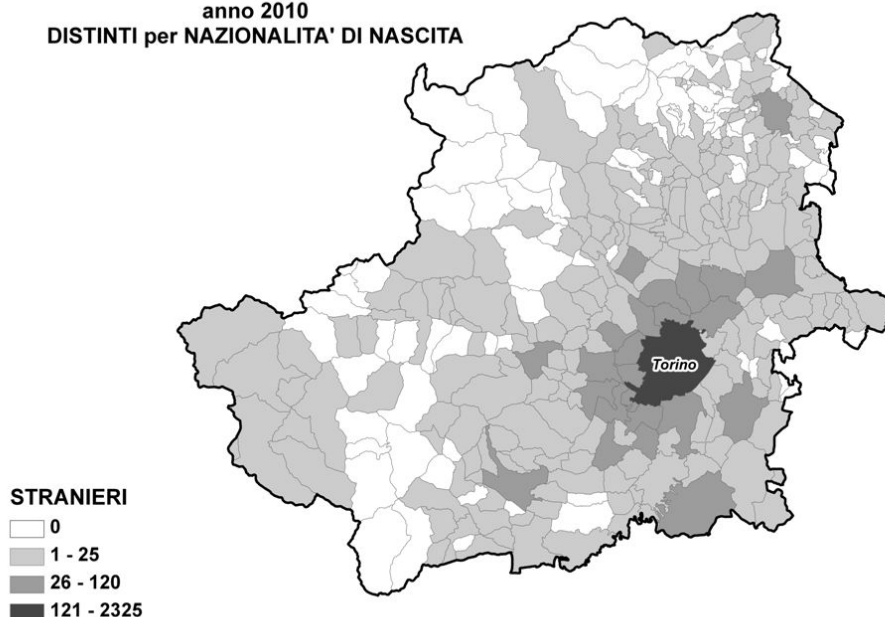 anno 2010
DISTINTI per NAZIONALITA' DI NASCITA
Torino
STRANIERI
0
1 - 25
26 - 120
121 - 2325